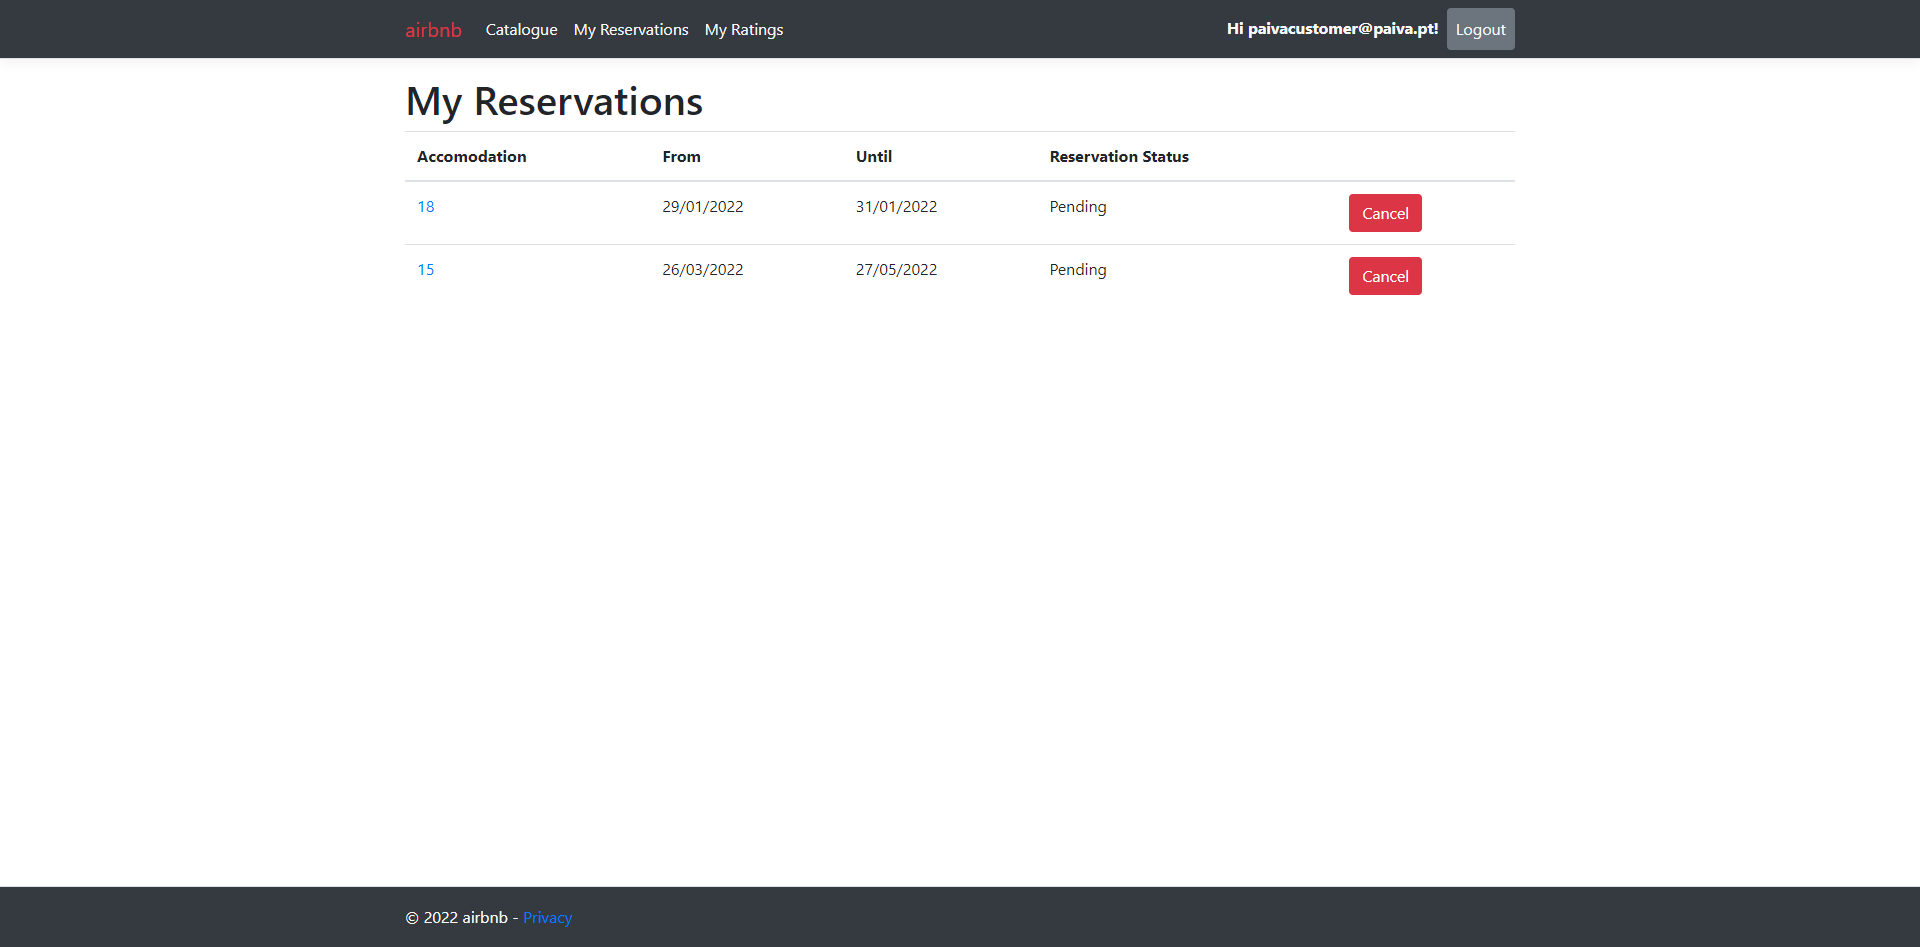 airbnb Catalogue My Reservations My Ratings Hi paivacustomer@paiva.pt! Logout
My Reservations
Accomodation From Until Reservation Status
18 29/01/2022 31/01/2022 Pending Cancel
15 26/03/2022 27/05/2022 Pending Cancel
© 2022 airbnb - Privacy